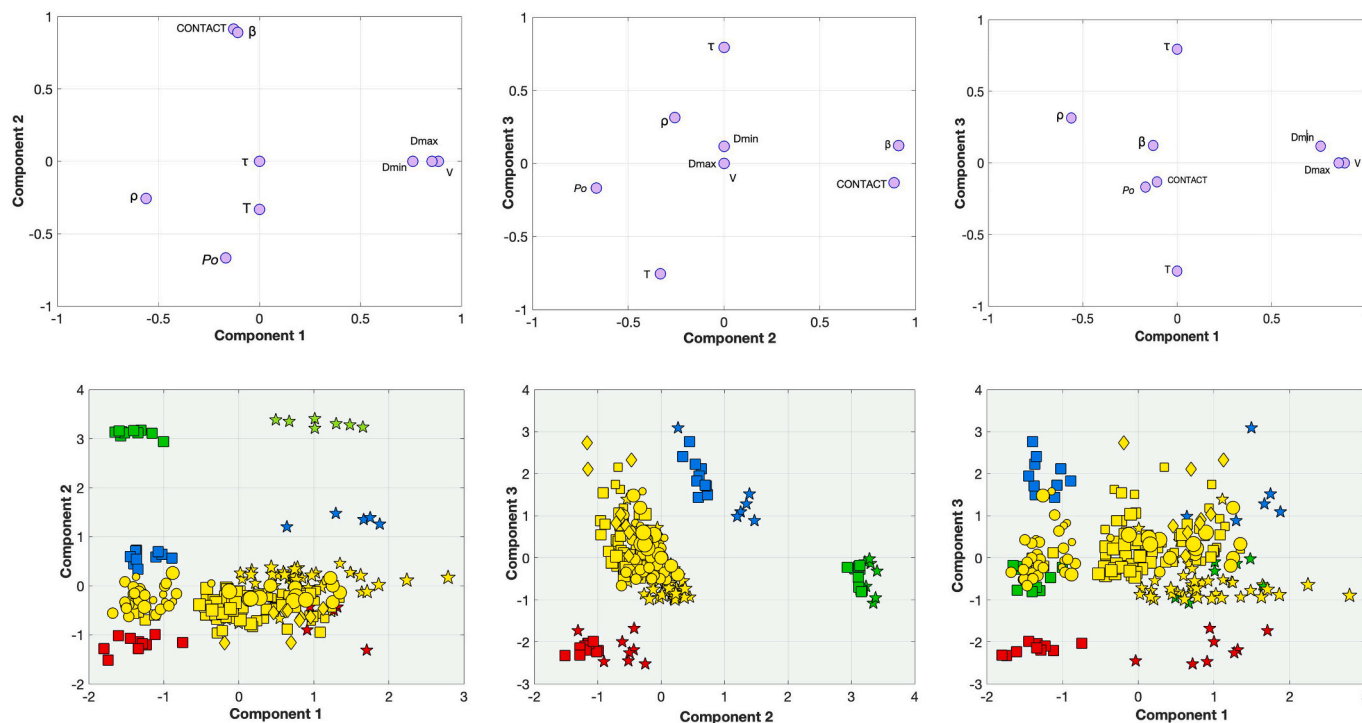 1
CONTACT
β
0.5
Component 2
Dmax
0
τ
Dmin
V
ρ
T
-0.5
Po
-1
-1 -0.5 0 0.5 1
Component 1
1
τ
0.5
Component 3
ρ
Dmin
β
0
Dmax
V
CONTACT
Po
-0.5
T
-1
-1 -0.5 0 0.5 1
Component 2
1
τ
0.5
Component 3
ρ
β
Dmin
0
Dmax
V
CONTACT
Po
-0.5
T
-1
-1 -0.5 0 0.5
Component 1
4
3
2
Component 2
1
0
-1
-2
-2 -1 0 1 2 3
Component 1
4
3
2
Component 3
1
0
-1
-2
-3
-2 -1 0 1 2 3 4
Component 2
4
3
2
Component 3
1
0
-1
-2
-3
-2 -1 0 1 2
Component 1